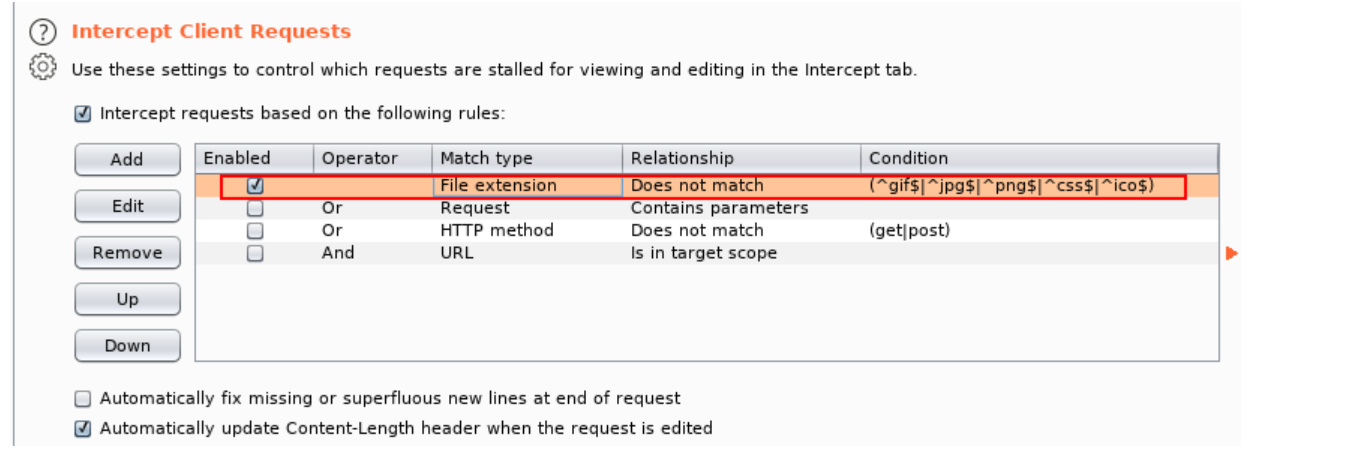 Intercept Client Requests
Use these settings to control which requests are stalled for viewing and editing in the Intercept tab.
Intercept requests based on the following rules:
Add
Edit
Remove
Up
Down
Enabled Operator Match type Relationship Condition
File extension Does not match (^gif$|^jpg$|^png$|^css$|^ico$)
Or Request Contains parameters
Or HTTP method Does not match (get|post)
And URL Is in target scope
Automatically fix missing or superfluous new lines at end of request
Automatically update Content-Length header when the request is edited